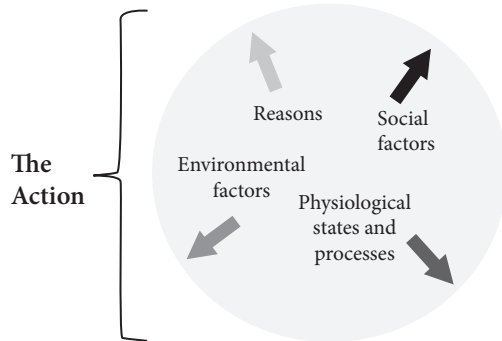 The
Action
Reasons
Social
factors
Environmental
factors
Physiological
states and
processes